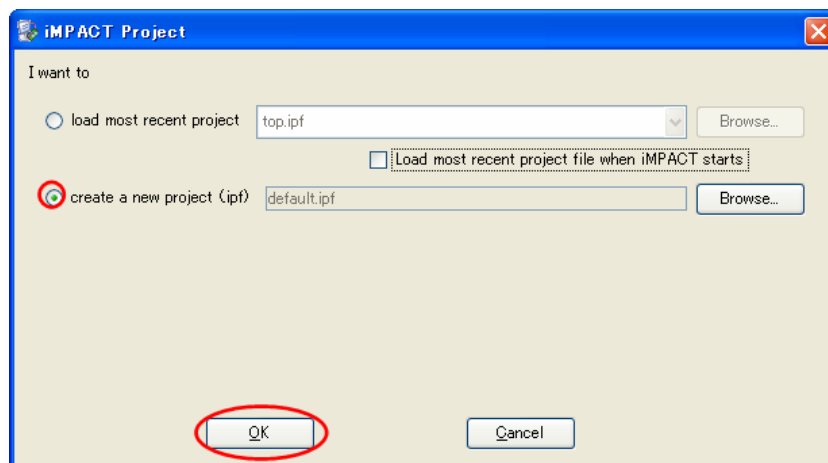 iMPACT Project
I want to
load most recent project top.ipf Browse...
Load most recent project file when iMPACT starts
create a new project (ipf) default.ipf Browse...
OK Cancel